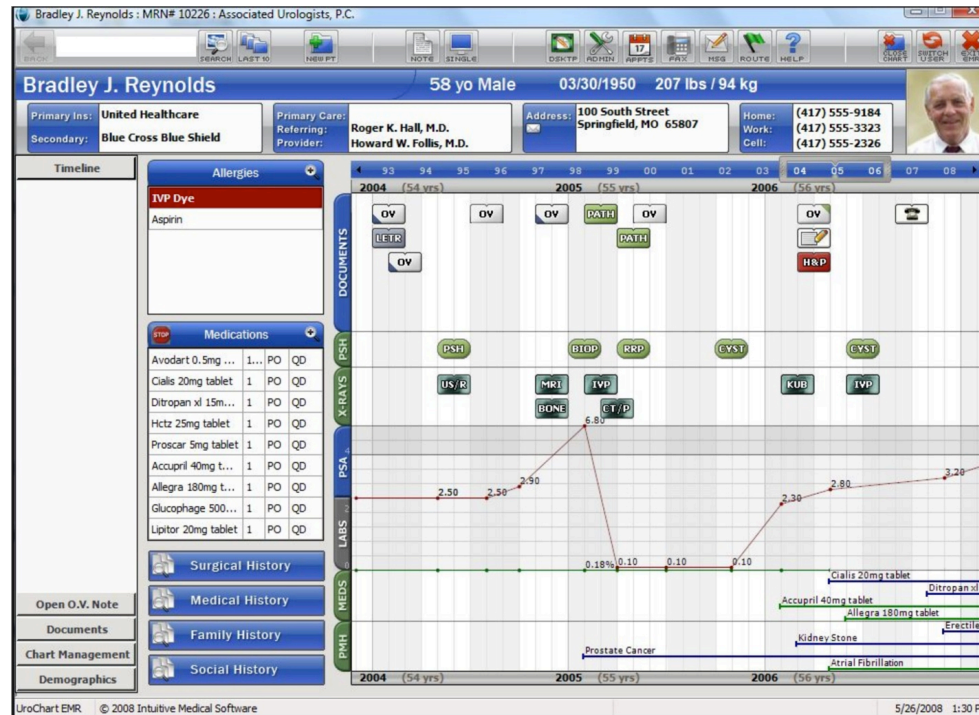 Bradley J. Reynolds : MRN# 10226 : Associated Urologists, P.C.
BACK SEARCH LAST 10 NEW PT NOTE SINGLE DSKTP ADMIN 17 APPTS FAX MSG ROUTE HELP CLOSE CHART SWITCH USER EXIT EMR
Bradley J. Reynolds 58 yo Male 03/30/1950 207 lbs / 94 kg
Primary Ins: United Healthcare
Secondary: Blue Cross Blue Shield
Primary Care:
Referring: Roger K. Hall, M.D.
Provider: Howard W. Follis, M.D.
Address: 100 South Street
Springfield, MO 65807
Home: (417) 555-9184
Work: (417) 555-3323
Cell: (417) 555-2326
Timeline
Open O.V. Note
Documents
Chart Management
Demographics
Allergies
IVP Dye
Aspirin
STOP Medications
Avodart 0.5mg ... 1... PO QD
Cialis 20mg tablet 1 PO QD
Ditropan xl 15m... 1 PO QD
Hctz 25mg tablet 1 PO QD
Proscar 5mg tablet 1 PO QD
Accupril 40mg t... 1 PO QD
Allegra 180mg t... 1 PO QD
Glucophage 500... 1 PO QD
Lipitor 20mg tablet 1 PO QD
Surgical History
Medical History
Family History
Social History
93 94 95 96 97 98 99 00 01 02 03 04 05 06 07 08
2004 (54 yrs) 2005 (55 yrs) 2006 (56 yrs)
DOCUMENTS
OV OV OV PATH OV OV
LETR PATH
OV H&P
PSH
PSH BIOP RRP CYST CYST
X-RAYS
US/R MRI IVP KUB IVP
BONE CT/P
PSA
6.80
4
2.50 2.50 2.90 2.30 2.80 3.20
2
LABS
0.18% 0.10 0.10 0.10
0
MEDS
Cialis 20mg tablet
Ditropan xl
Accupril 40mg tablet
Allegra 180mg tablet
PMH
Erectile
Kidney Stone
Prostate Cancer
Atrial Fibrillation
2004 (54 yrs) 2005 (55 yrs) 2006 (56 yrs)
UroChart EMR © 2008 Intuitive Medical Software 5/26/2008 1:30